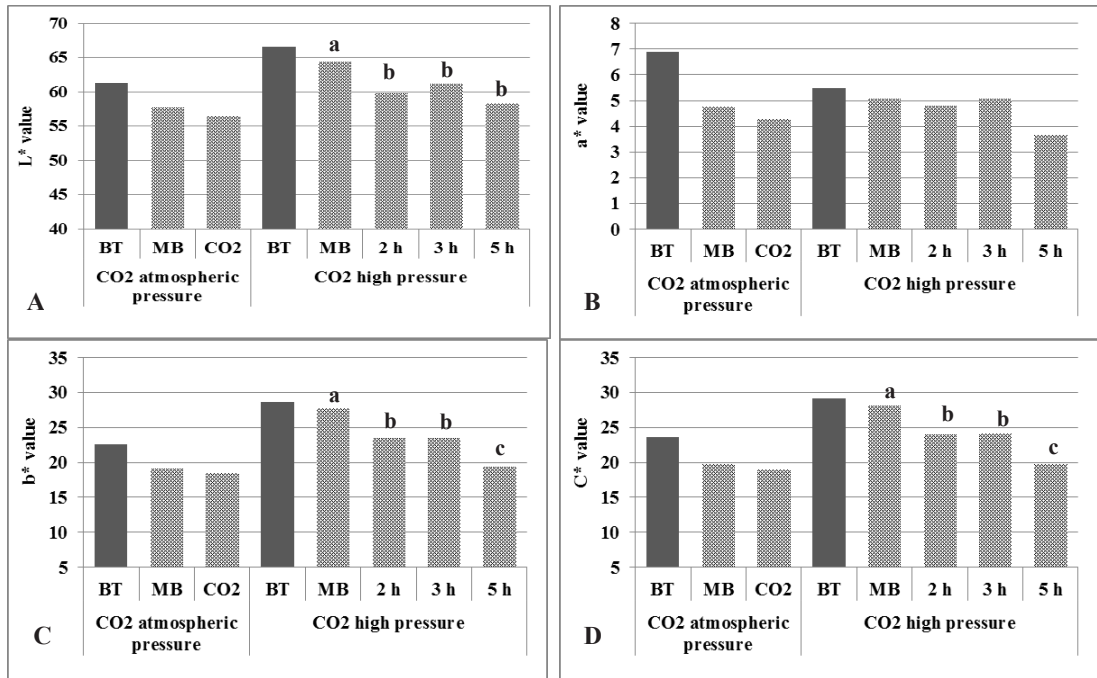 70
65
60
55
50
45
40
L* value
a
b
b
b
BT MB CO2 BT MB 2 h 3 h 5 h
CO2 atmospheric
pressure
CO2 high pressure
A
8
7
6
5
4
3
2
1
0
a* value
BT MB CO2 BT MB 2 h 3 h 5 h
CO2 atmospheric
pressure
CO2 high pressure
B
35
30
25
20
15
10
5
b* value
a
b
b
c
BT MB CO2 BT MB 2 h 3 h 5 h
CO2 atmospheric
pressure
CO2 high pressure
C
35
30
25
20
15
10
5
C* value
a
b
b
c
BT MB CO2 BT MB 2 h 3 h 5 h
CO2 atmospheric
pressure
CO2 high pressure
D